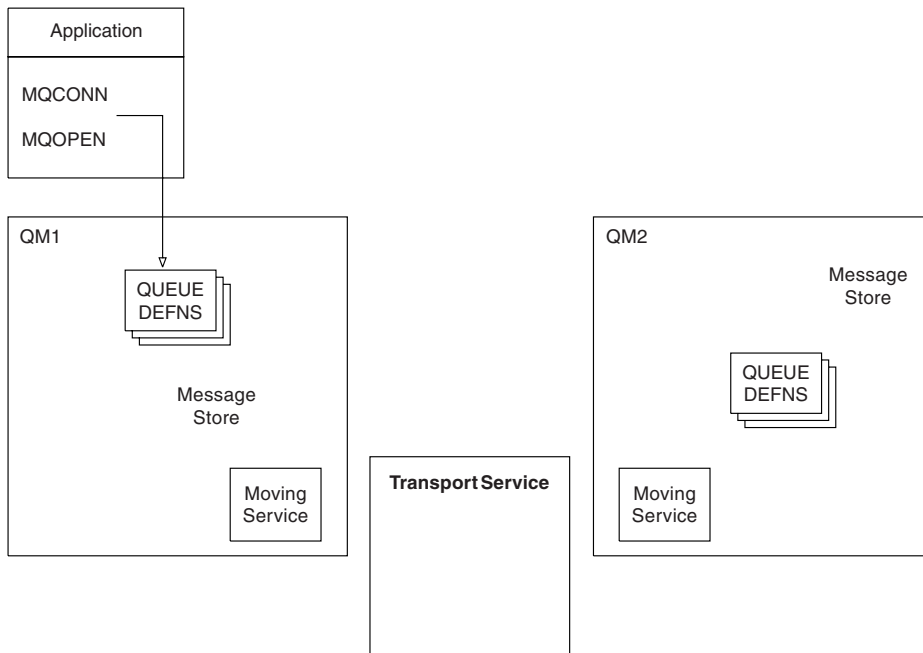 Application
MQCONN
MQOPEN
QM1
QUEUE
DEFNS
Message
Store
Moving
Service
Transport Service
QM2
Message
Store
QUEUE
DEFNS
Moving
Service